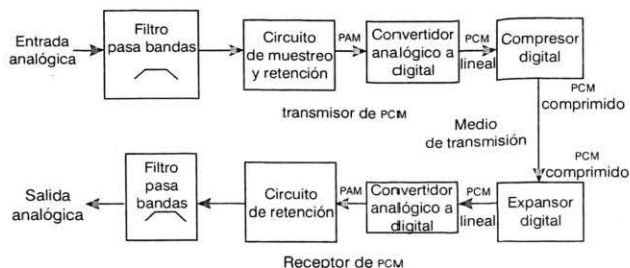 Entrada
analógica
Filtro
pasa bandas
Circuito
de muestreo
y retención
PAM
Convertidor
analógico a
digital
PCM
lineal
Compresor
digital
PCM
comprimido
transmisor de PCM
Medio
de transmisión
PCM
comprimido
Salida
analógica
Filtro
pasa
bandas
Circuito
de retención
PAM
Convertidor
analógico a
digital
PCM
lineal
Expansor
digital
Receptor de PCM